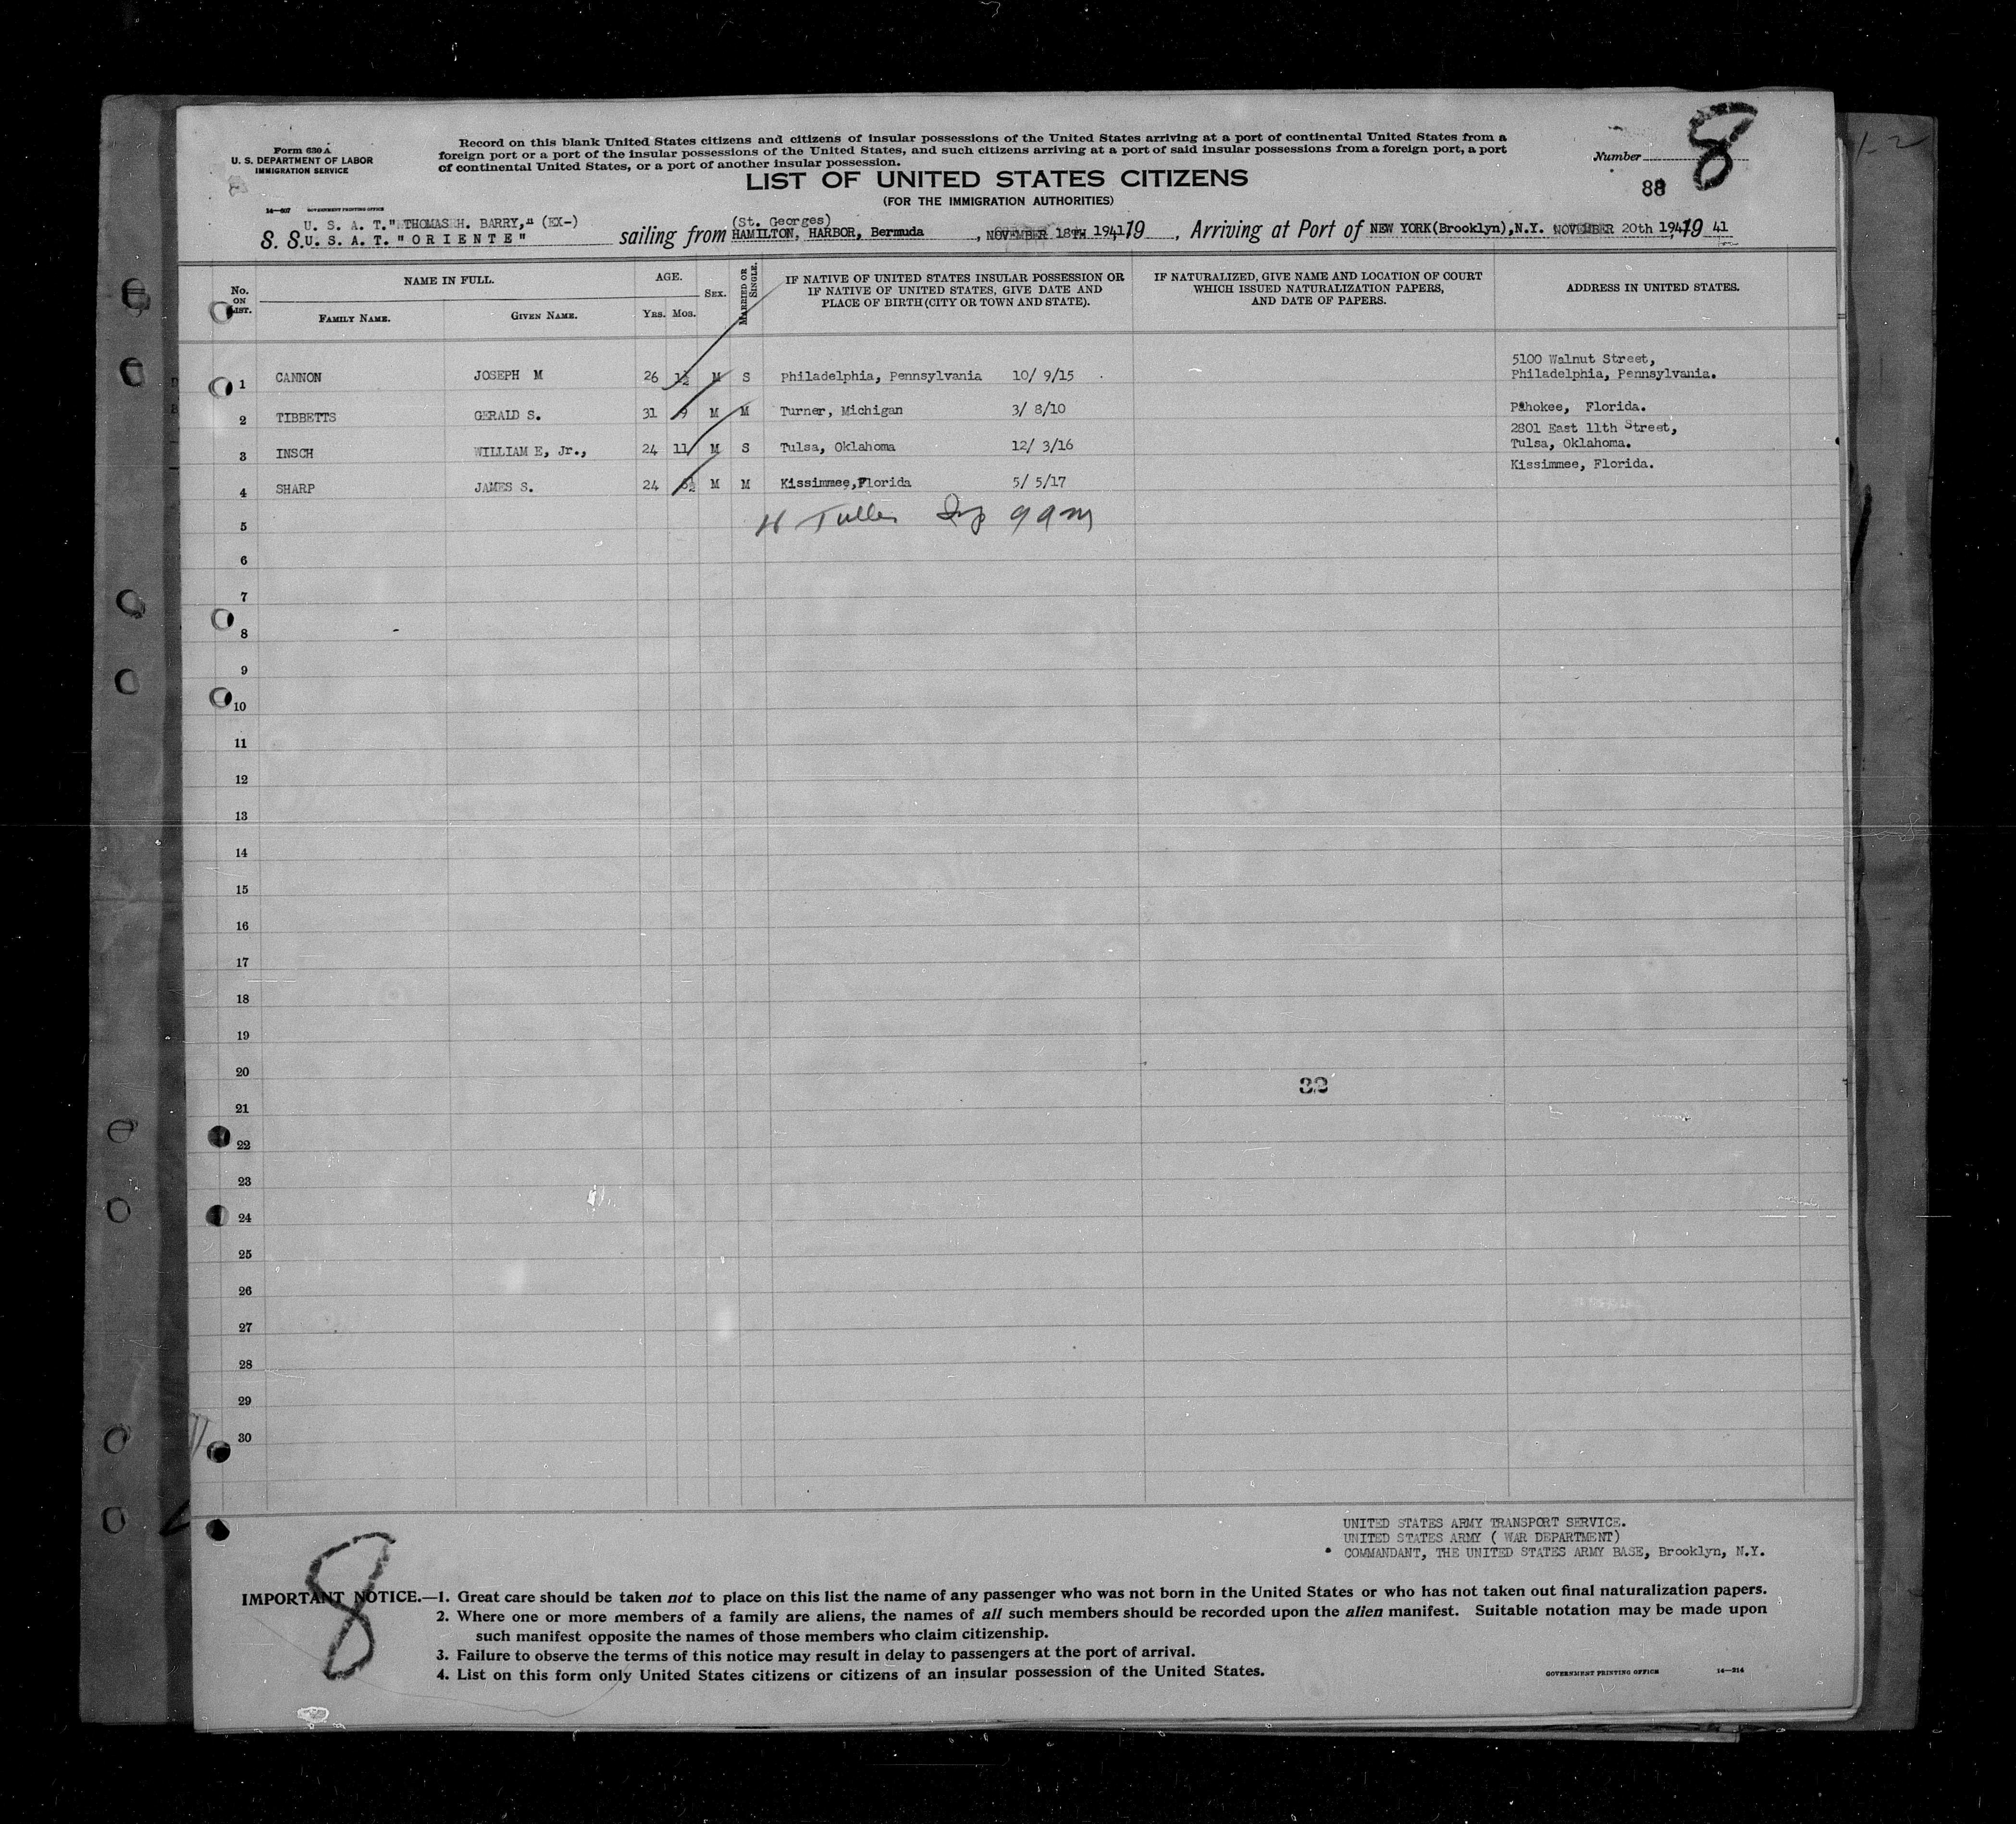 Form 630 A
U. S. DEPARTMENT OF LABOR
IMMIGRATION SERVICE
14—807 GOVERNMENT PRINTING OFFICE
Record on this blank United States citizens and citizens of insular possessions of the United States arriving at a port of continental United States from a
foreign port or a port of the insular possessions of the United States, and such citizens arriving at a port of said insular possessions from a foreign port, a port
of continental United States, or a port of another insular possession.
Number 8
88
LIST OF UNITED STATES CITIZENS
(FOR THE IMMIGRATION AUTHORITIES)
U. S. A. T. "THOMAS H. BARRY," (EX-)
(St. Georges)
S. S. U. S. A. T. "ORIENTE" sailing from HAMILTON, HARBOR, Bermuda, NOVEMBER 18TH 1941 19, Arriving at Port of NEW YORK(Brooklyn),N.Y. NOVEMBER 20th 1941, 19 41
No. ON LIST. NAME IN FULL. AGE. SEX. MARRIED OR SINGLE. IF NATIVE OF UNITED STATES INSULAR POSSESSION OR IF NATIVE OF UNITED STATES, GIVE DATE AND PLACE OF BIRTH (CITY OR TOWN AND STATE). IF NATURALIZED, GIVE NAME AND LOCATION OF COURT WHICH ISSUED NATURALIZATION PAPERS, AND DATE OF PAPERS. ADDRESS IN UNITED STATES.
FAMILY NAME. GIVEN NAME. YRS. MOS.
5100 Walnut Street,
1 CANNON JOSEPH M 26 1½ M S Philadelphia, Pennsylvania 10/ 9/15 Philadelphia, Pennsylvania.
2 TIBBETTS GERALD S. 31 9 M M Turner, Michigan 3/ 8/10 Pahokee, Florida.
2801 East 11th Street,
3 INSCH WILLIAM E, Jr., 24 11 M S Tulsa, Oklahoma 12/ 3/16 Tulsa, Oklahoma.
4 SHARP JAMES S. 24 6½ M M Kissimmee,Florida 5/ 5/17 Kissimmee, Florida.
5
6
7
8
9
10
11
12
13
14
15
16
17
18
19
20
32
21
22
23
24
25
26
27
28
29
30
UNITED STATES ARMY TRANSPORT SERVICE.
UNITED STATES ARMY ( WAR DEPARTMENT)
COMMANDANT, THE UNITED STATES ARMY BASE, Brooklyn, N.Y.
8
IMPORTANT NOTICE.—1. Great care should be taken not to place on this list the name of any passenger who was not born in the United States or who has not taken out final naturalization papers.
2. Where one or more members of a family are aliens, the names of all such members should be recorded upon the alien manifest. Suitable notation may be made upon
such manifest opposite the names of those members who claim citizenship.
3. Failure to observe the terms of this notice may result in delay to passengers at the port of arrival.
4. List on this form only United States citizens or citizens of an insular possession of the United States.
GOVERNMENT PRINTING OFFICE 14—214